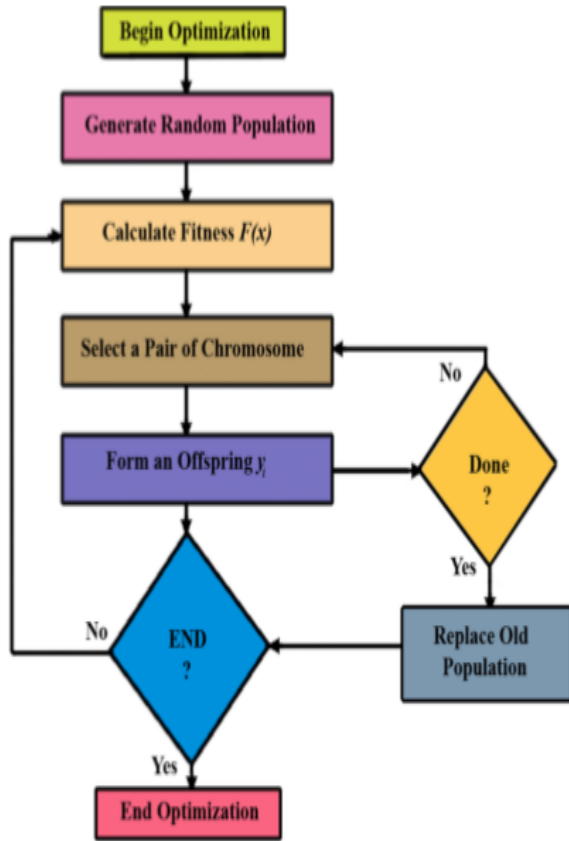 Begin Optimization
Generate Random Population
Calculate Fitness F(x)
Select a Pair of Chromosome
No
Form an Offspring yᵢ
Done
?
Yes
No
END
?
Replace Old
Population
Yes
End Optimization